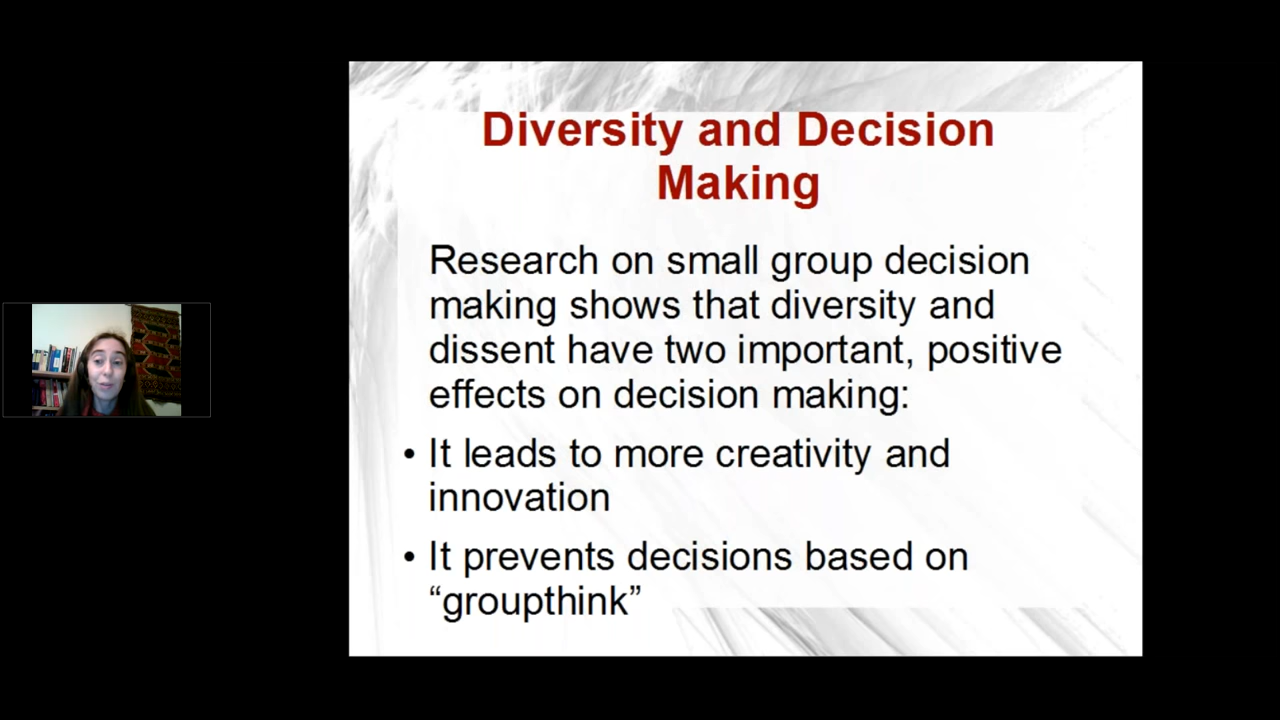 Diversity and Decision
Making
Research on small group decision
making shows that diversity and
dissent have two important, positive
effects on decision making:
• It leads to more creativity and
innovation
• It prevents decisions based on
“groupthink”